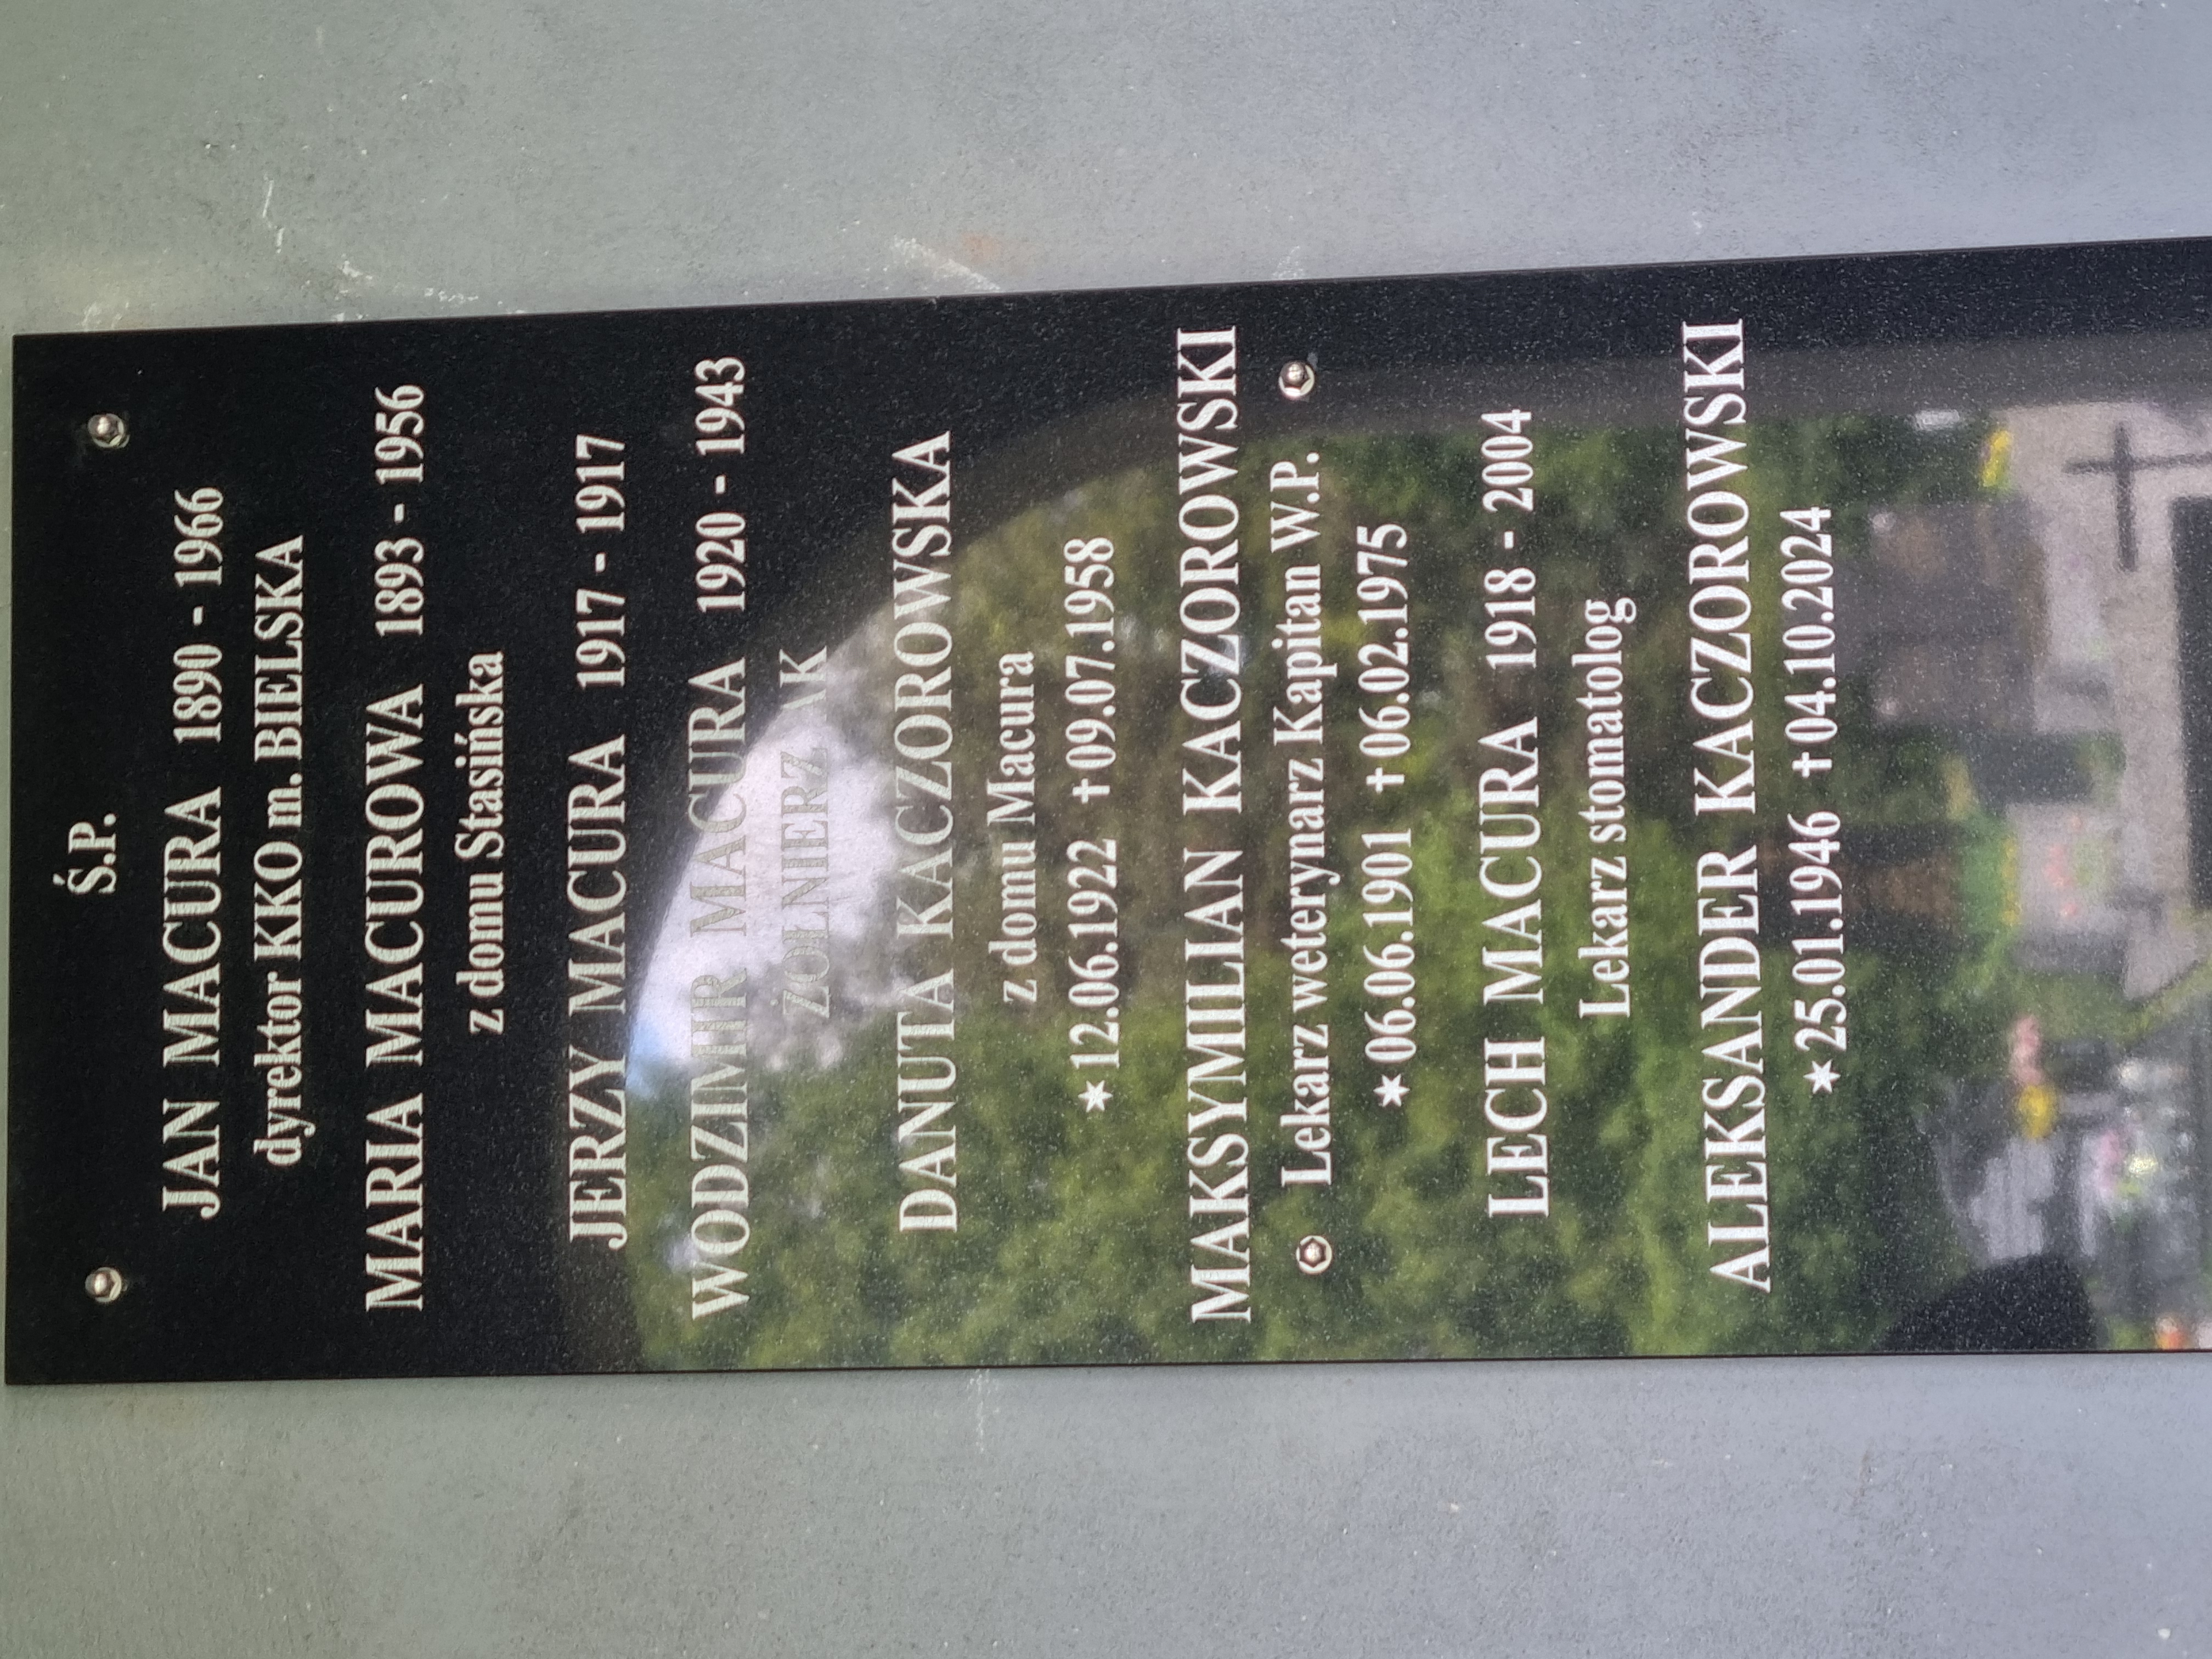 Ś.P.
JAN MACURA 1890 - 1966
dyrektor KKO m. BIELSKA
MARIA MACUROWA 1893 - 1956
z domu Stasińska
JERZY MACURA 1917 - 1917
WODZIMIR MACURA 1920 - 1943
ŻOŁNIERZ AK
DANUTA KACZOROWSKA
z domu Macura
✶12.06.1922 ✝09.07.1958
MAKSYMILIAN KACZOROWSKI
Lekarz weterynarz Kapitan W.P.
✶06.06.1901 ✝06.02.1975
LECH MACURA 1918 - 2004
Lekarz stomatolog
ALEKSANDER KACZOROWSKI
✶25.01.1946 ✝04.10.2024